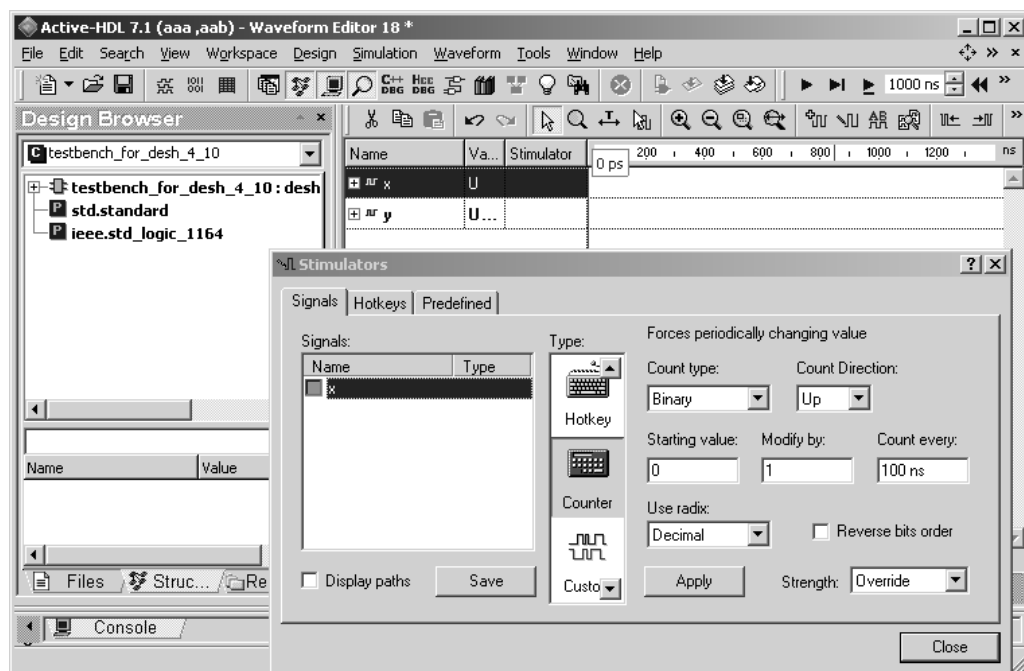 Active-HDL 7.1 (aaa ,aab) - Waveform Editor 18 *
File Edit Search View Workspace Design Simulation Waveform Tools Window Help
C++ DBG HCC DBG 1000 ns
Design Browser
testbench_for_desh_4_10
Name Va... Stimulator 0 ps 200 400 600 800 1000 1200 ns
testbench_for_desh_4_10 : desh
x U
std.standard
y U...
ieee.std_logic_1164
Stimulators
Signals Hotkeys Predefined
Signals: Type: Forces periodically changing value
Name Type
x
Hotkey
Counter
Custo
Count type: Count Direction:
Binary Up
Starting value: Modify by: Count every:
0 1 100 ns
Use radix:
Decimal Reverse bits order
Display paths Save Apply Strength: Override
Close
Name Value
Files Struc... Re
Console